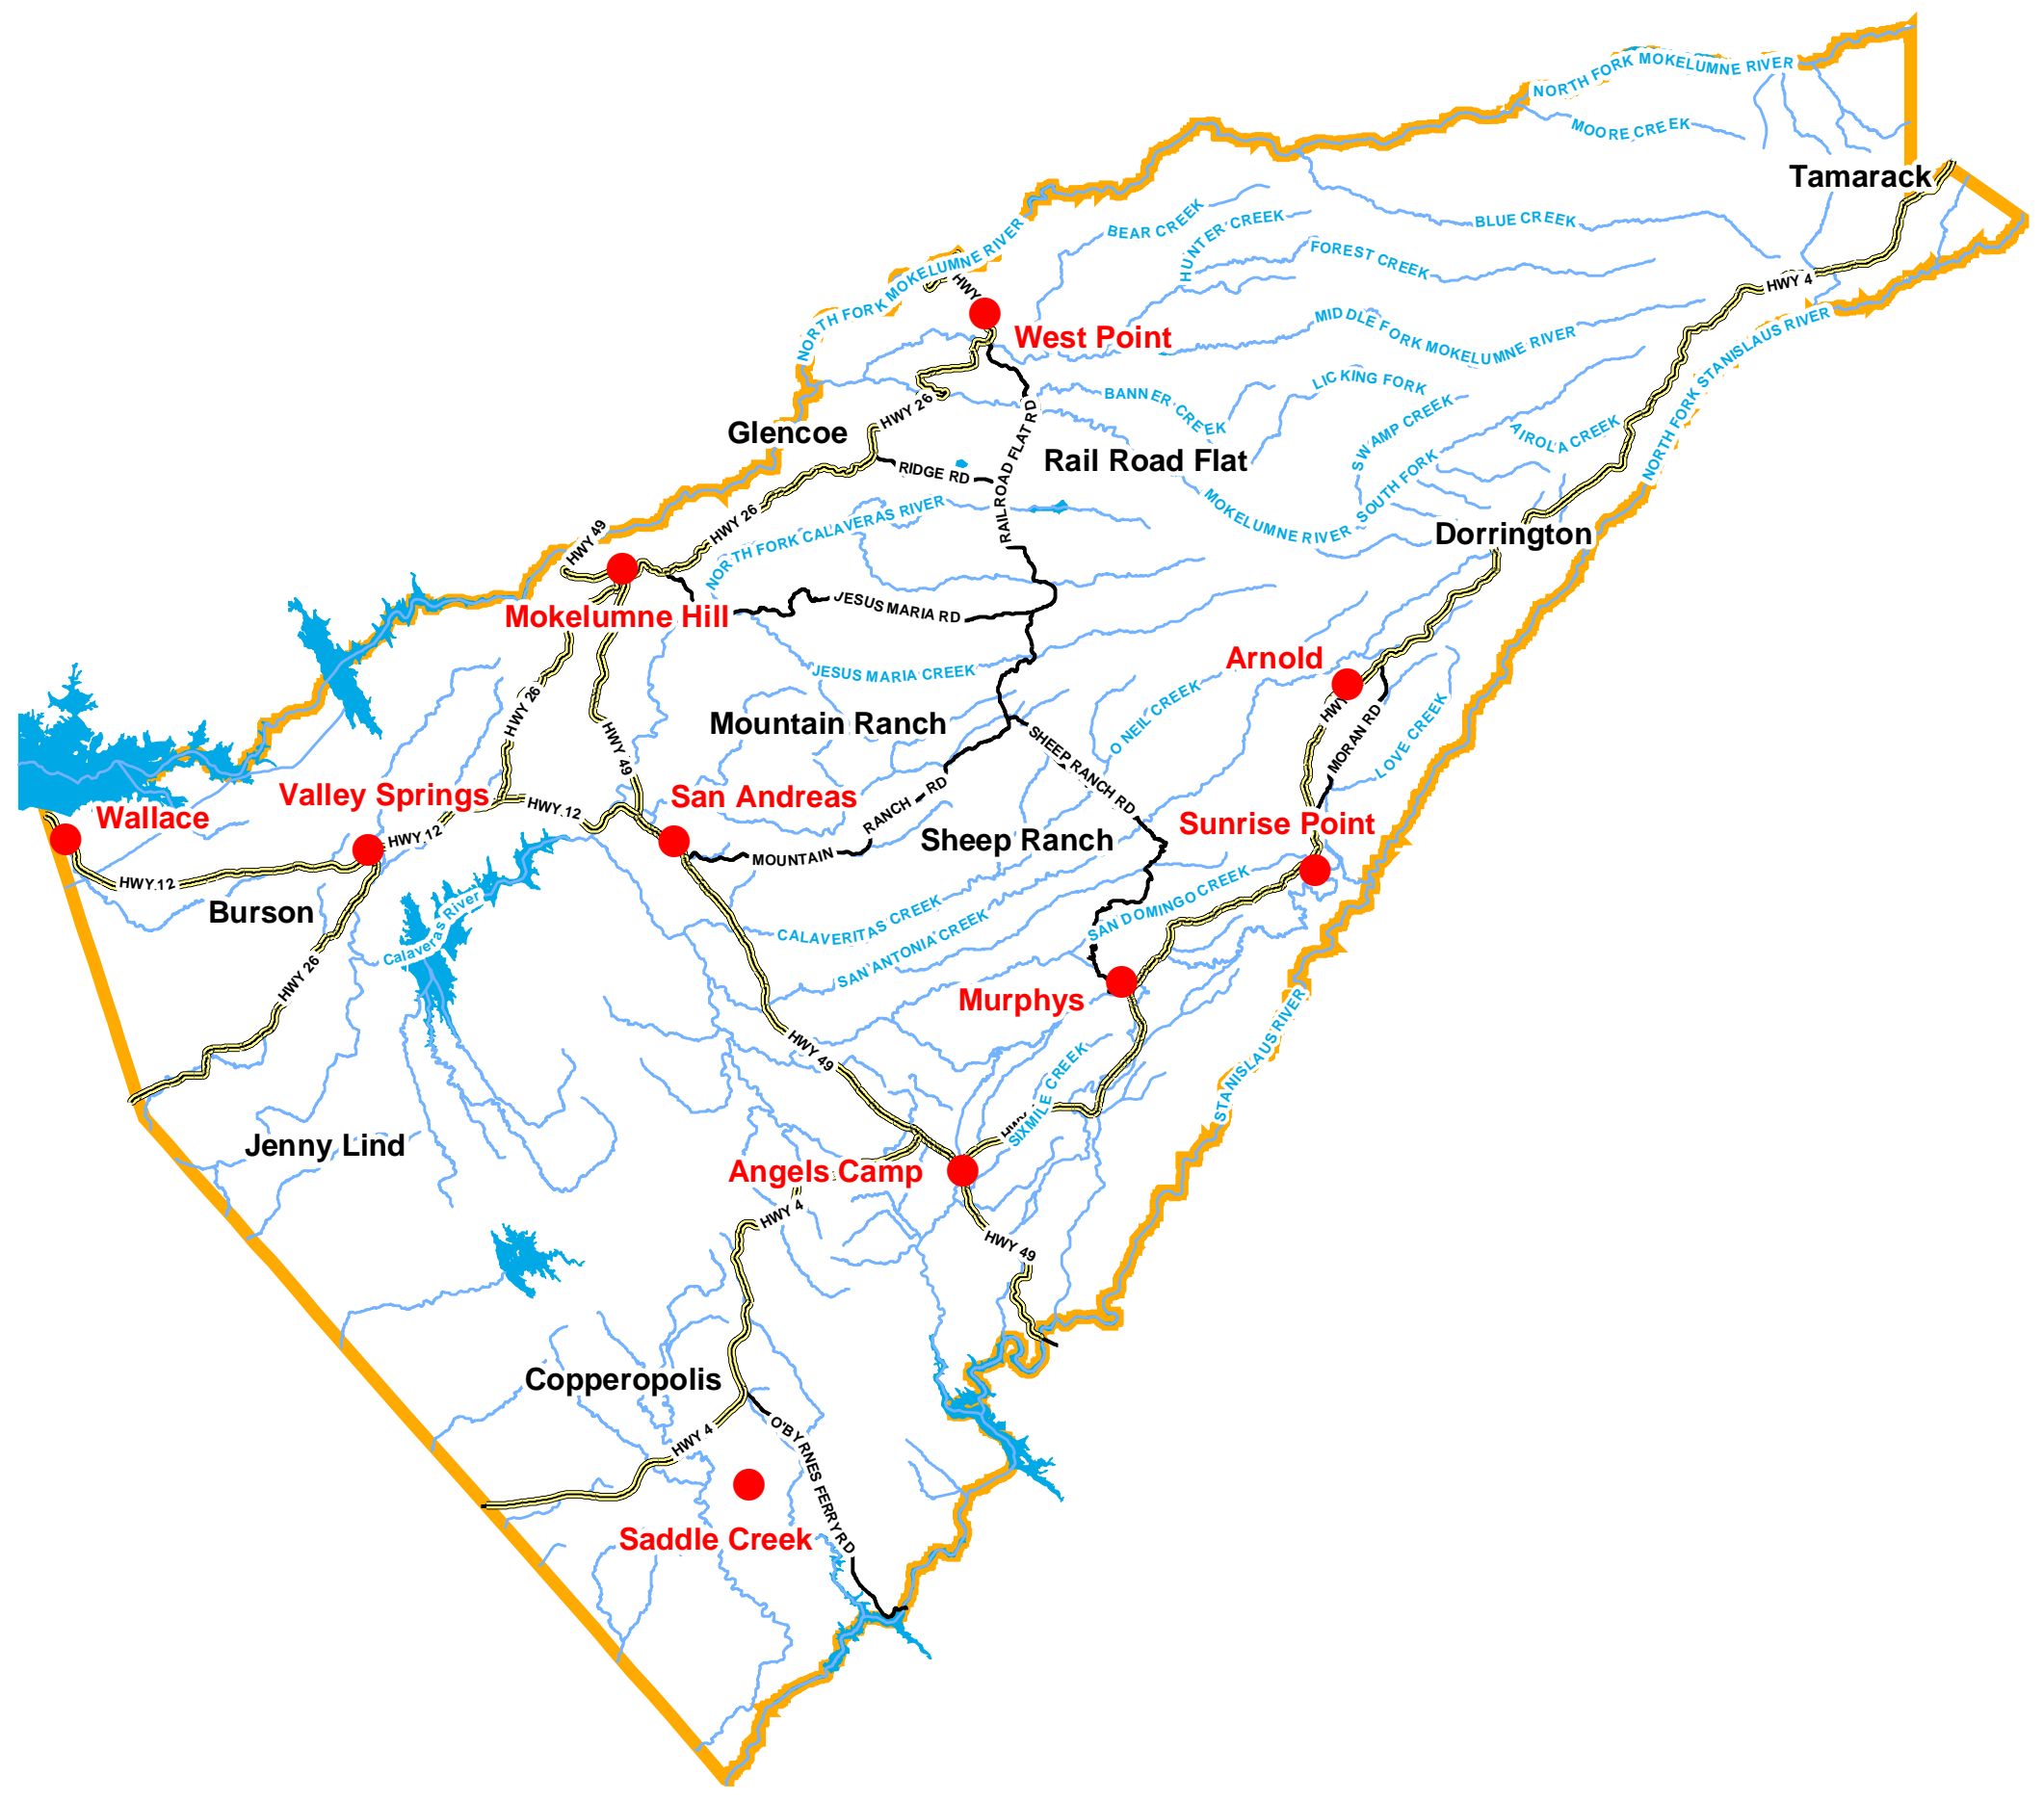 NORTH FORK MOKELUMNE RIVER
MOORE CREEK
Tamarack
BEAR CREEK
HUNTER CREEK
BLUE CREEK
FOREST CREEK
HWY 4
NORTH FORK MOKELUMNE RIVER
HWY
West Point
MIDDLE FORK MOKELUMNE RIVER
NORTH FORK STANISLAUS RIVER
LICKING FORK
BANNER CREEK
SWAMP CREEK
AIROLA CREEK
HWY 26
RAILROAD FLAT RD
Glencoe
Rail Road Flat
RIDGE RD
SOUTH FORK
MOKELUMNE RIVER
HWY 49
HWY 26
NORTH FORK CALAVERAS RIVER
Dorrington
Mokelumne Hill
JESUS MARIA RD
JESUS MARIA CREEK
Arnold
HWY 26
HWY 49
Mountain Ranch
O NEIL CREEK
SHEEP RANCH RD
HWY
MORAN RD
LOVE CREEK
Wallace
Valley Springs
HWY 12
HWY 12
San Andreas
MOUNTAIN RANCH RD
Sheep Ranch
Sunrise Point
HWY 12
Burson
Calaveras River
CALAVERITAS CREEK
SAN ANTONIA CREEK
SAN DOMINGO CREEK
HWY 26
Murphys
STANISLAUS RIVER
HWY 49
SIXMILE CREEK
HWY
Jenny Lind
Angels Camp
HWY 4
HWY 49
Copperopolis
HWY 4
O'BYRNES FERRY RD
Saddle Creek